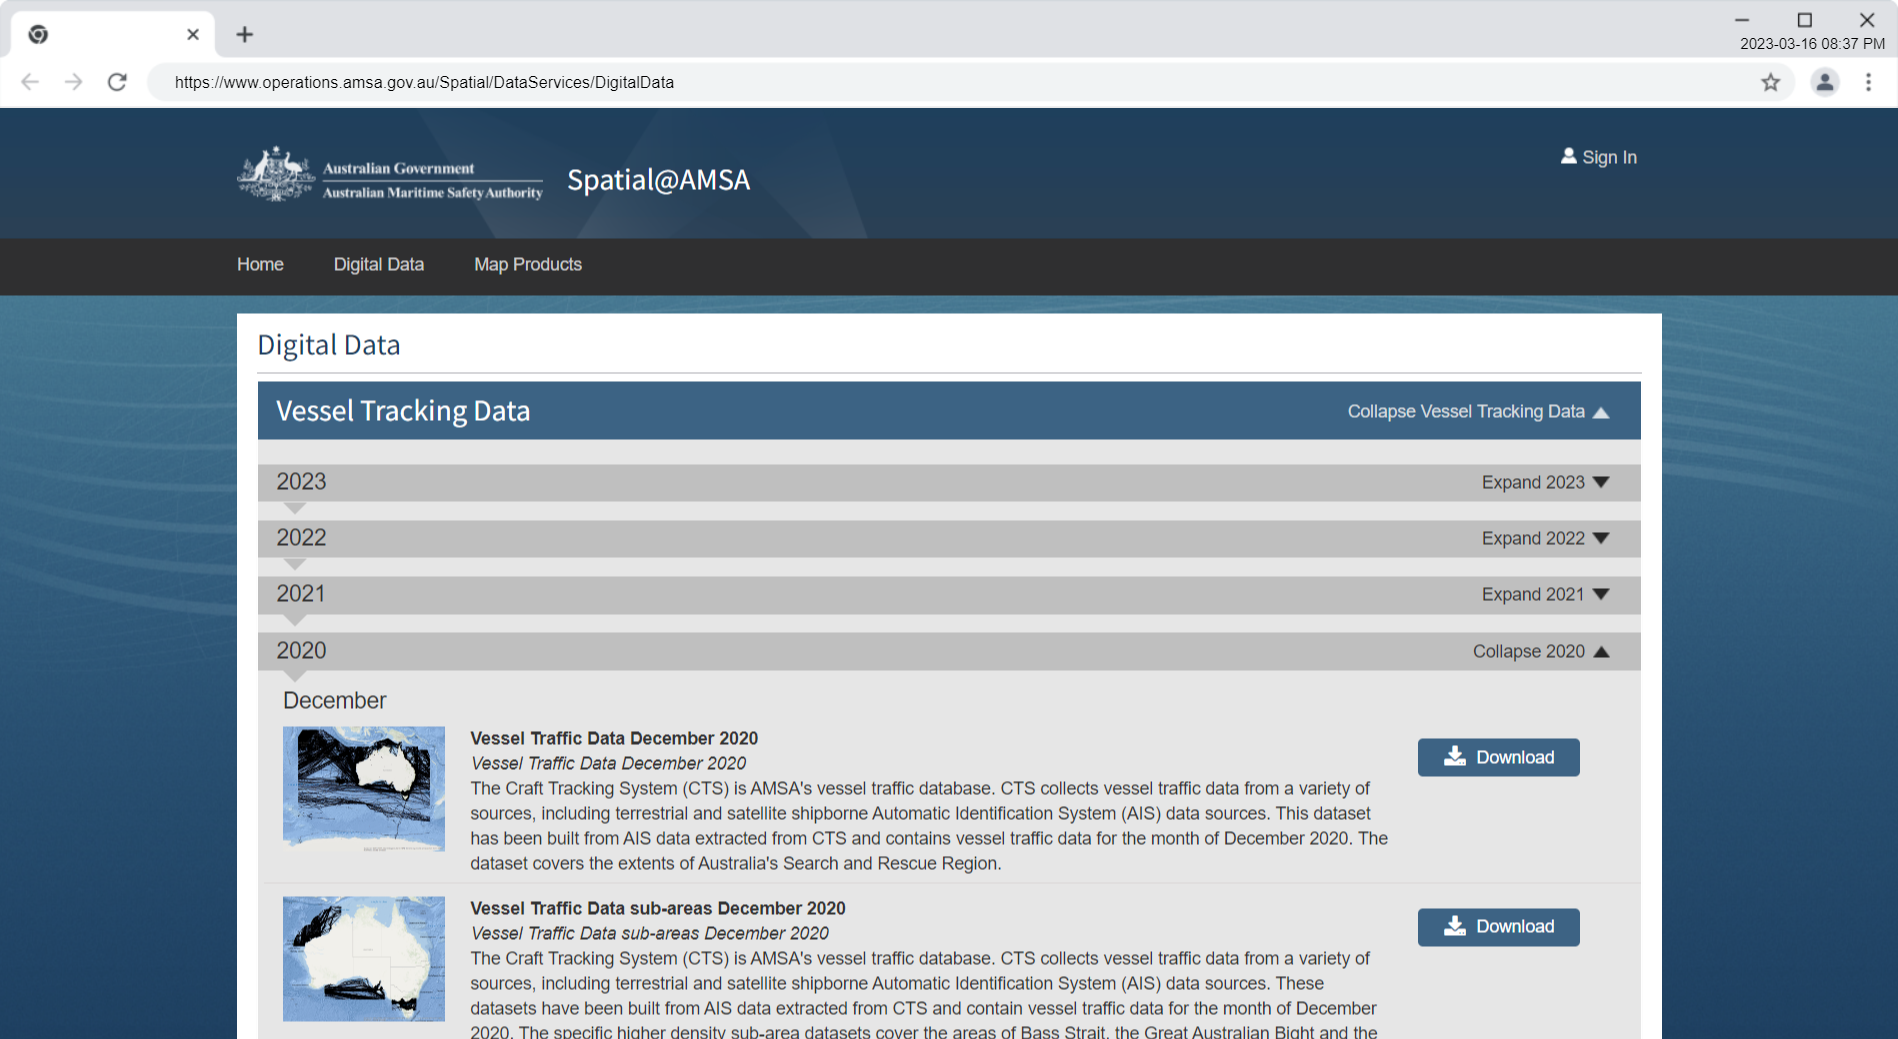 2023-03-16 08:37 PM
https://www.operations.amsa.gov.au/Spatial/DataServices/DigitalData
Australian Government
Australian Maritime Safety Authority
Spatial@AMSA
Sign In
Home Digital Data Map Products
Digital Data
Vessel Tracking Data Collapse Vessel Tracking Data
2023 Expand 2023
2022 Expand 2022
2021 Expand 2021
2020 Collapse 2020
December
Vessel Traffic Data December 2020
Vessel Traffic Data December 2020
The Craft Tracking System (CTS) is AMSA's vessel traffic database. CTS collects vessel traffic data from a variety of
sources, including terrestrial and satellite shipborne Automatic Identification System (AIS) data sources. This dataset
has been built from AIS data extracted from CTS and contains vessel traffic data for the month of December 2020. The
dataset covers the extents of Australia's Search and Rescue Region.
Download
Vessel Traffic Data sub-areas December 2020
Vessel Traffic Data sub-areas December 2020
The Craft Tracking System (CTS) is AMSA's vessel traffic database. CTS collects vessel traffic data from a variety of
sources, including terrestrial and satellite shipborne Automatic Identification System (AIS) data sources. These
datasets have been built from AIS data extracted from CTS and contain vessel traffic data for the month of December
2020. The specific higher density sub-area datasets cover the areas of Bass Strait, the Great Australian Bight and the
Download